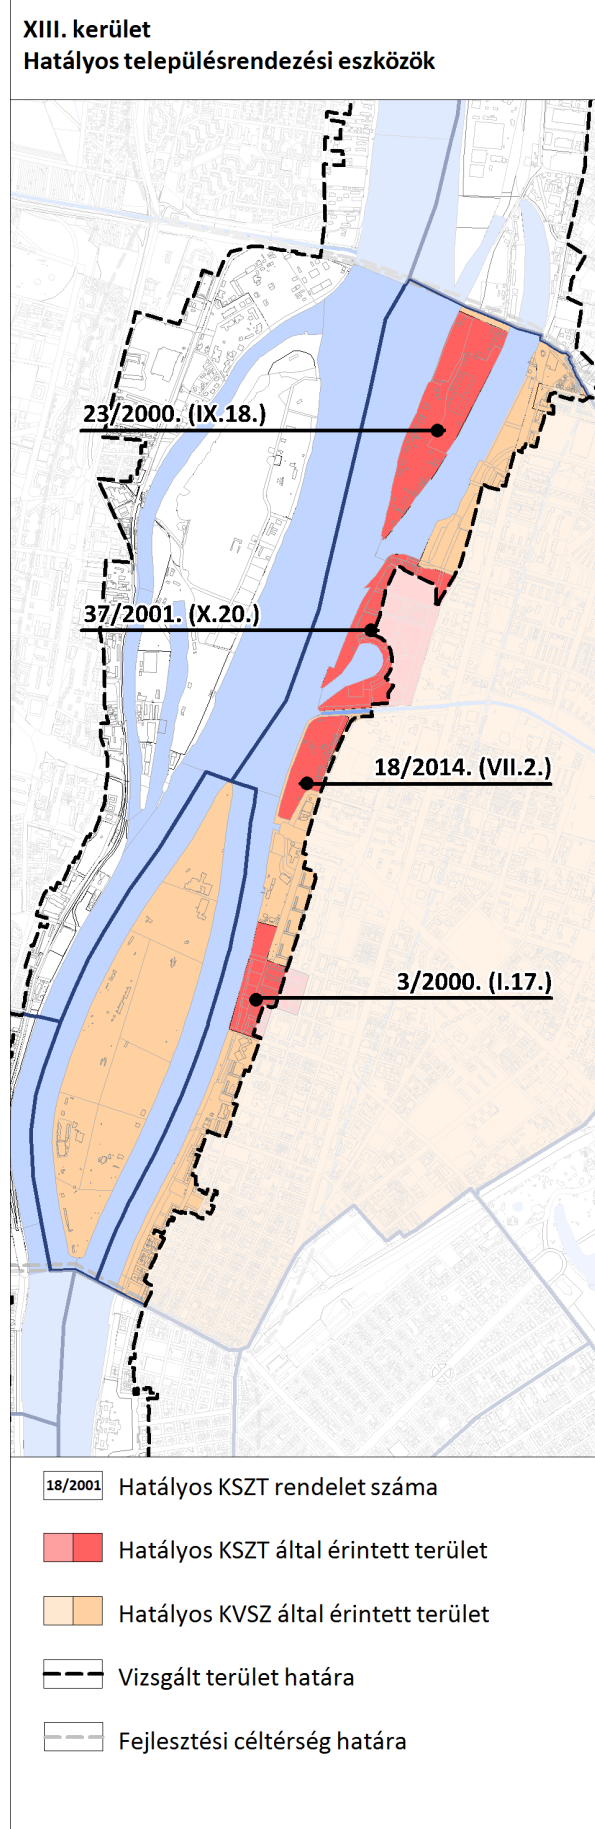 XIII. kerület
Hatályos településrendezési eszközök
23/2000. (IX.18.)
37/2001. (X.20.)
18/2014. (VII.2.)
3/2000. (I.17.)
18/2001 Hatályos KSZT rendelet száma
Hatályos KSZT által érintett terület
Hatályos KVSZ által érintett terület
Vizsgált terület határa
Fejlesztési céltérség határa